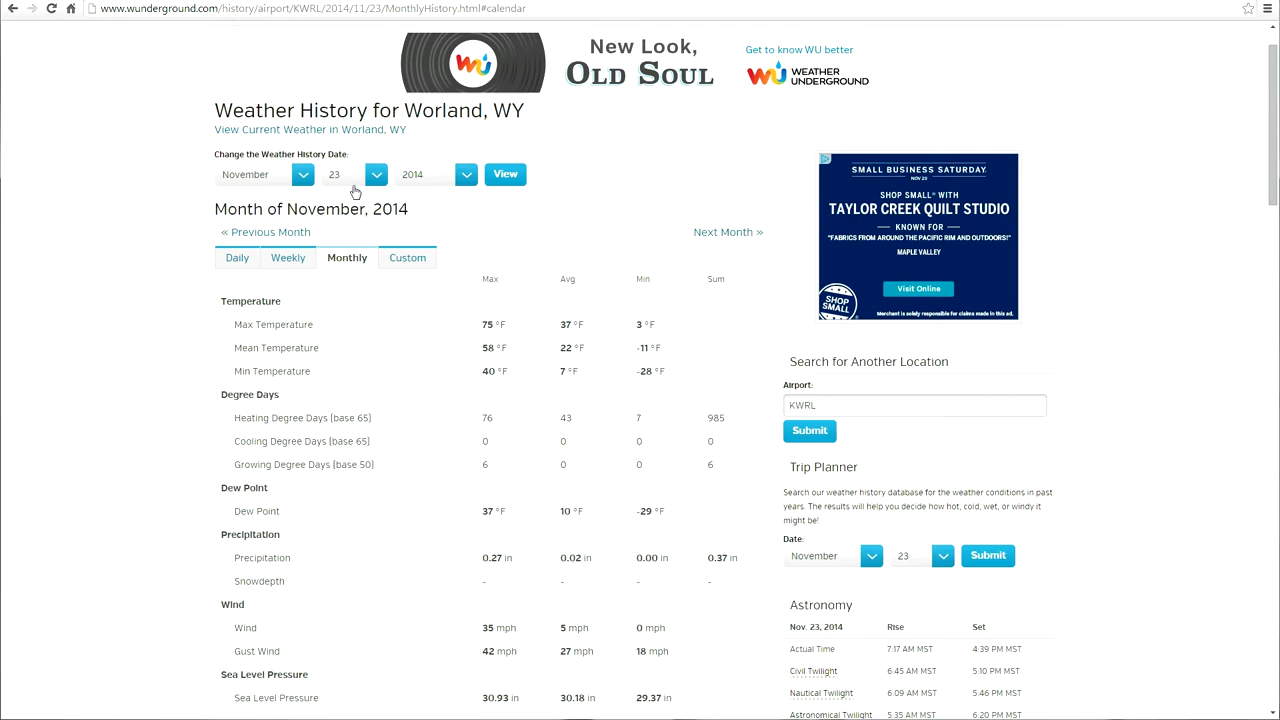 www.wunderground.com/history/airport/KWRL/2014/11/23/MonthlyHistory.html#calendar
New Look,
OLD SOUL
Get to know WU better
WEATHER
UNDERGROUND
Weather History for Worland, WY
View Current Weather in Worland, WY
Change the Weather History Date:
November 23 2014 View
Month of November, 2014
« Previous Month Next Month »
Daily Weekly Monthly Custom
Max Avg Min Sum
Temperature
Max Temperature 75 °F 37 °F 3 °F
Mean Temperature 58 °F 22 °F -11 °F
Min Temperature 40 °F 7 °F -28 °F
Degree Days
Heating Degree Days (base 65) 76 43 7 985
Cooling Degree Days (base 65) 0 0 0 0
Growing Degree Days (base 50) 6 0 0 6
Dew Point
Dew Point 37 °F 10 °F -29 °F
Precipitation
Precipitation 0.27 in 0.02 in 0.00 in 0.37 in
Snowdepth - - - -
Wind
Wind 35 mph 5 mph 0 mph
Gust Wind 42 mph 27 mph 18 mph
Sea Level Pressure
Sea Level Pressure 30.93 in 30.18 in 29.37 in
SMALL BUSINESS SATURDAY
NOV 29
SHOP SMALL® WITH
TAYLOR CREEK QUILT STUDIO
KNOWN FOR
"FABRICS FROM AROUND THE PACIFIC RIM AND OUTDOORS!"
MAPLE VALLEY
Visit Online
SHOP
SMALL
Merchant is solely responsible for claims made in this ad.
Search for Another Location
Airport:
KWRL
Submit
Trip Planner
Search our weather history database for the weather conditions in past
years. The results will help you decide how hot, cold, wet, or windy it
might be!
Date:
November 23 Submit
Astronomy
Nov. 23, 2014 Rise Set
Actual Time 7:17 AM MST 4:39 PM MST
Civil Twilight 6:45 AM MST 5:10 PM MST
Nautical Twilight 6:09 AM MST 5:46 PM MST
Astronomical Twilight 5:35 AM MST 6:20 PM MST